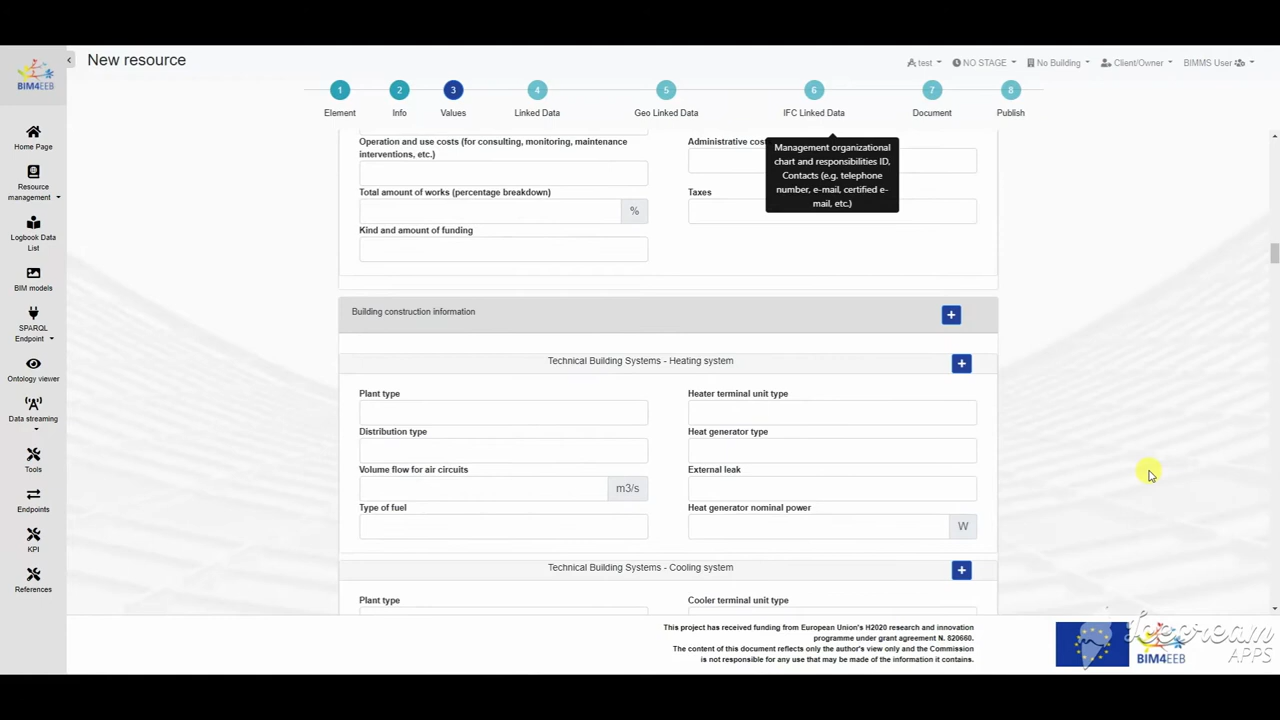 New resource
test
NO STAGE
No Building
Client/Owner
BIMMS User
BIM4EEB
1
2
3
4
5
6
7
8
Element
Info
Values
Linked Data
Geo Linked Data
IFC Linked Data
Document
Publish
Home Page
Resource
management
Logbook Data
List
BIM models
SPARQL
Endpoint
Ontology viewer
Data streaming
Tools
Endpoints
KPI
References
Operation and use costs (for consulting, monitoring, maintenance
interventions, etc.)
Total amount of works (percentage breakdown)
%
Kind and amount of funding
Administrative cos
Taxes
Management organizational
chart and responsibilities ID,
Contacts (e.g. telephone
number, e-mail, certified e-
mail, etc.)
Building construction information
+
Technical Building Systems - Heating system
+
Plant type
Heater terminal unit type
Distribution type
Heat generator type
Volume flow for air circuits
m3/s
External leak
Type of fuel
Heat generator nominal power
W
Technical Building Systems - Cooling system
+
Plant type
Cooler terminal unit type
This project has received funding from European Union's H2020 research and innovation
programme under grant agreement N. 820660.
The content of this document reflects only the author's view only and the Commission
is not responsible for any use that may be made of the information it contains.
BIM4EEB
Icecream
APPS